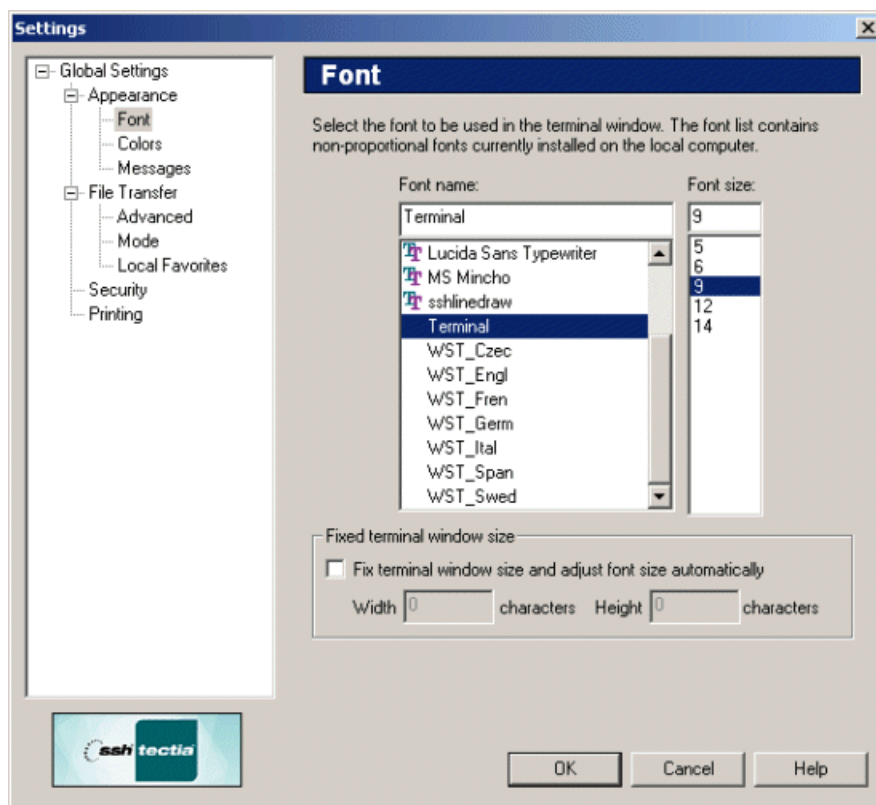 Settings
Global Settings
Appearance
Font
Colors
Messages
File Transfer
Advanced
Mode
Local Favorites
Security
Printing
Font
Select the font to be used in the terminal window. The font list contains
non-proportional fonts currently installed on the local computer.
Font name:
Terminal
Lucida Sans Typewriter
MS Mincho
sshlinedraw
Terminal
WST_Czec
WST_Engl
WST_Fren
WST_Germ
WST_Ital
WST_Span
WST_Swed
Font size:
9
5
6
9
12
14
Fixed terminal window size
Fix terminal window size and adjust font size automatically
Width 0 characters Height 0 characters
ssh tectia
OK Cancel Help